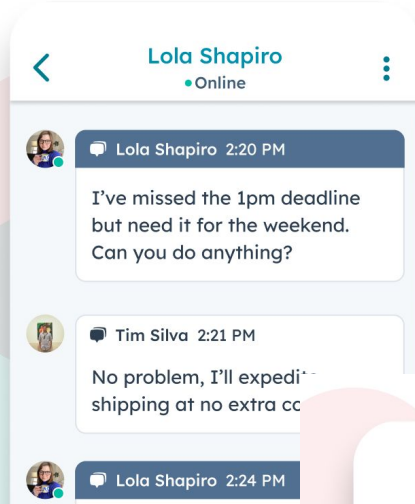 Lola Shapiro
Online
Lola Shapiro 2:20 PM
I’ve missed the 1pm deadline
but need it for the weekend.
Can you do anything?
Tim Silva 2:21 PM
No problem, I’ll
shipping at no extra
Lola Shapiro 2:24 PM